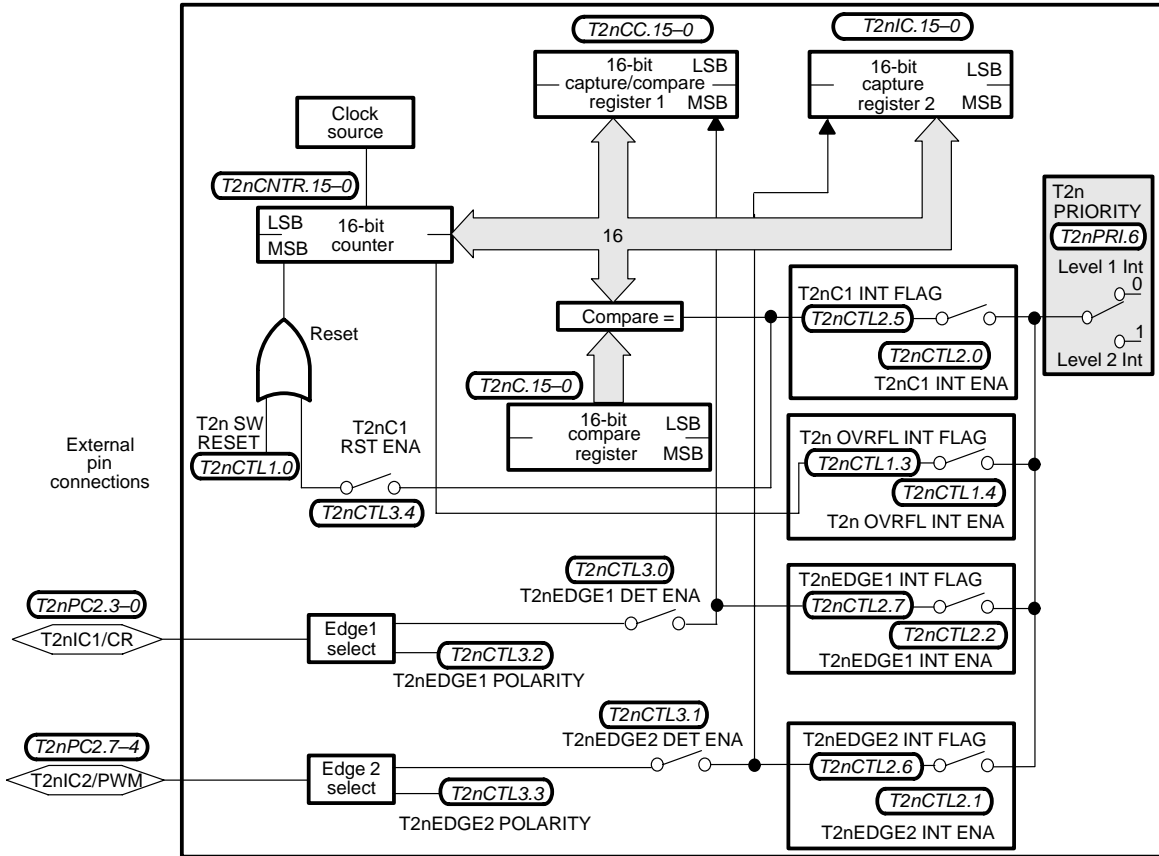 T2nCC.15–0
T2nIC.15–0
16-bit
capture/compare
register 1
LSB
MSB
16-bit
capture
register 2
LSB
MSB
Clock
source
T2nCNTR.15–0
LSB
MSB
16-bit
counter
16
T2n
PRIORITY
T2nPRI.6
Level 1 Int
0
1
Level 2 Int
Reset
Compare =
T2nC1 INT FLAG
T2nCTL2.5
T2nCTL2.0
T2nC1 INT ENA
T2nC.15–0
16-bit
compare
register
LSB
MSB
T2n SW
RESET
T2nCTL1.0
T2nC1
RST ENA
T2nCTL3.4
External
pin
connections
T2n OVRFL INT FLAG
T2nCTL1.3
T2nCTL1.4
T2n OVRFL INT ENA
T2nCTL3.0
T2nEDGE1 DET ENA
T2nPC2.3–0
T2nIC1/CR
Edge1
select
T2nCTL3.2
T2nEDGE1 POLARITY
T2nEDGE1 INT FLAG
T2nCTL2.7
T2nCTL2.2
T2nEDGE1 INT ENA
T2nCTL3.1
T2nEDGE2 DET ENA
T2nPC2.7–4
T2nIC2/PWM
Edge 2
select
T2nCTL3.3
T2nEDGE2 POLARITY
T2nEDGE2 INT FLAG
T2nCTL2.6
T2nCTL2.1
T2nEDGE2 INT ENA